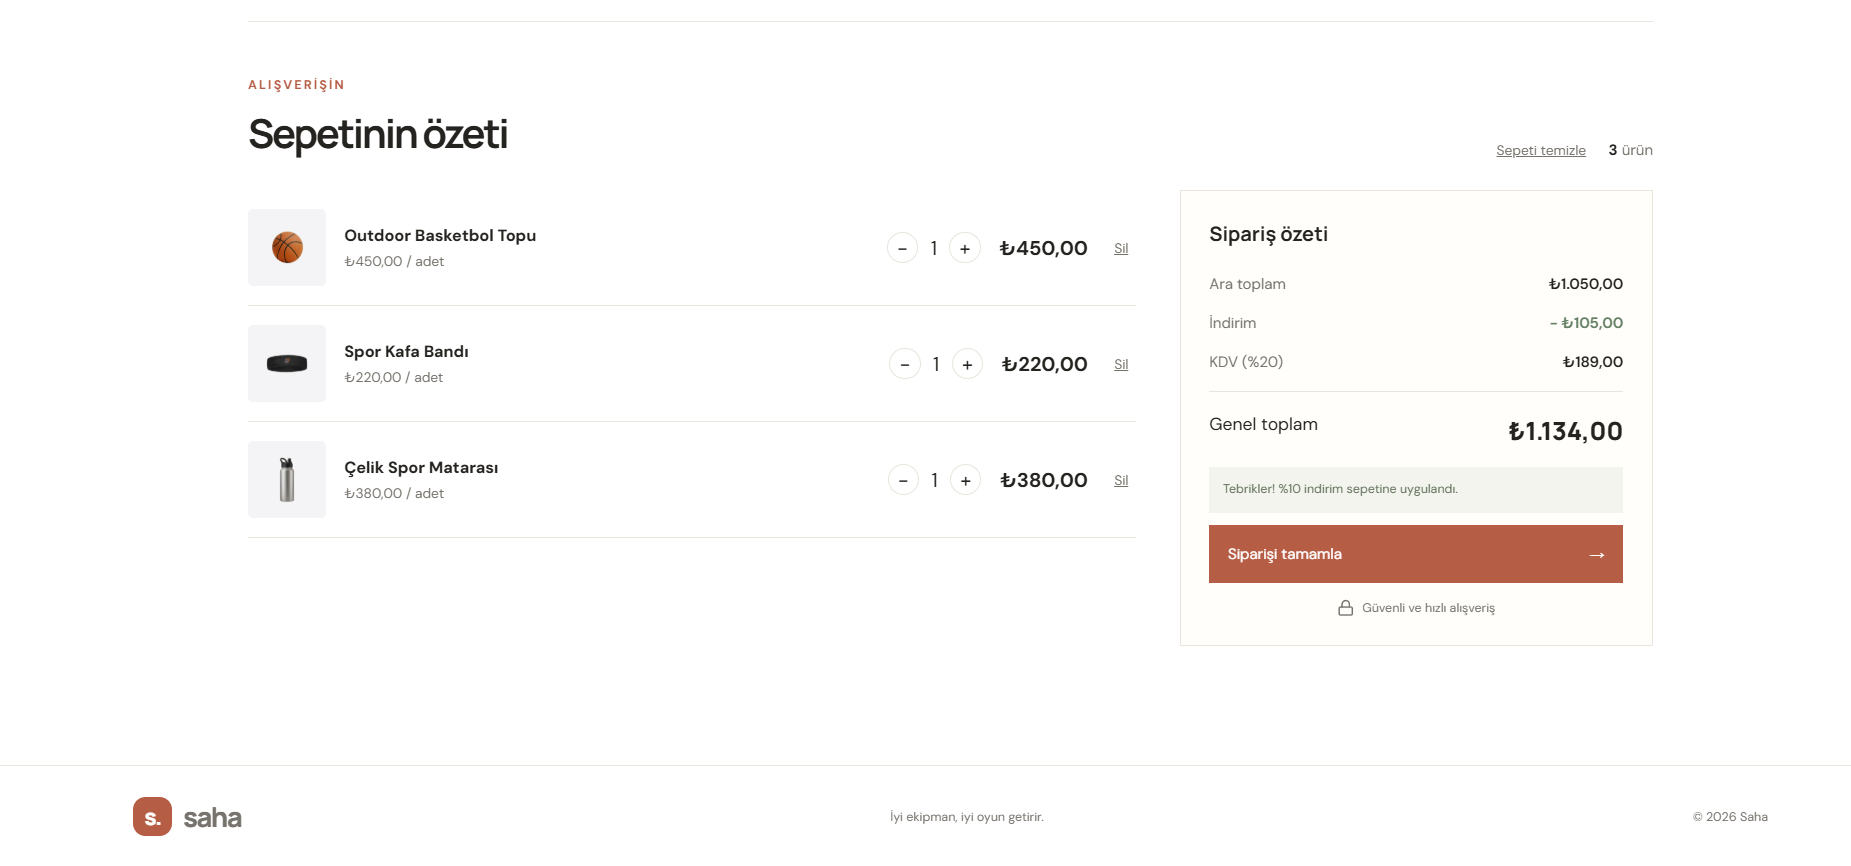 ALIŞVERİŞİN
Sepetinin özeti
Sepeti temizle 3 ürün
Outdoor Basketbol Topu
₺450,00 / adet
− 1 + ₺450,00 Sil
Spor Kafa Bandı
₺220,00 / adet
− 1 + ₺220,00 Sil
Çelik Spor Matarası
₺380,00 / adet
− 1 + ₺380,00 Sil
Sipariş özeti
Ara toplam ₺1.050,00
İndirim − ₺105,00
KDV (%20) ₺189,00
Genel toplam ₺1.134,00
Tebrikler! %10 indirim sepetine uygulandı.
Siparişi tamamla →
Güvenli ve hızlı alışveriş
s. saha
İyi ekipman, iyi oyun getirir.
© 2026 Saha